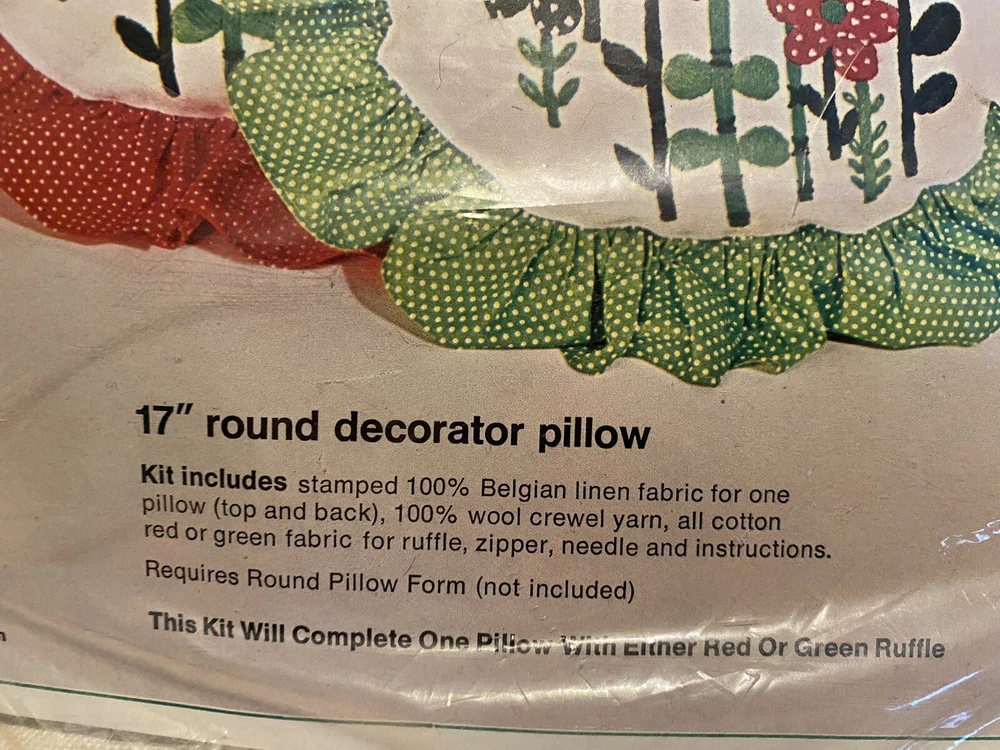 17" round decorator pillow
Kit includes stamped 100% Belgian linen fabric for one
pillow (top and back), 100% wool crewel yarn, all cotton
red or green fabric for ruffle, zipper, needle and instructions.
Requires Round Pillow Form (not included)
This Kit Will Complete One Pillow With Either Red Or Green Ruffle